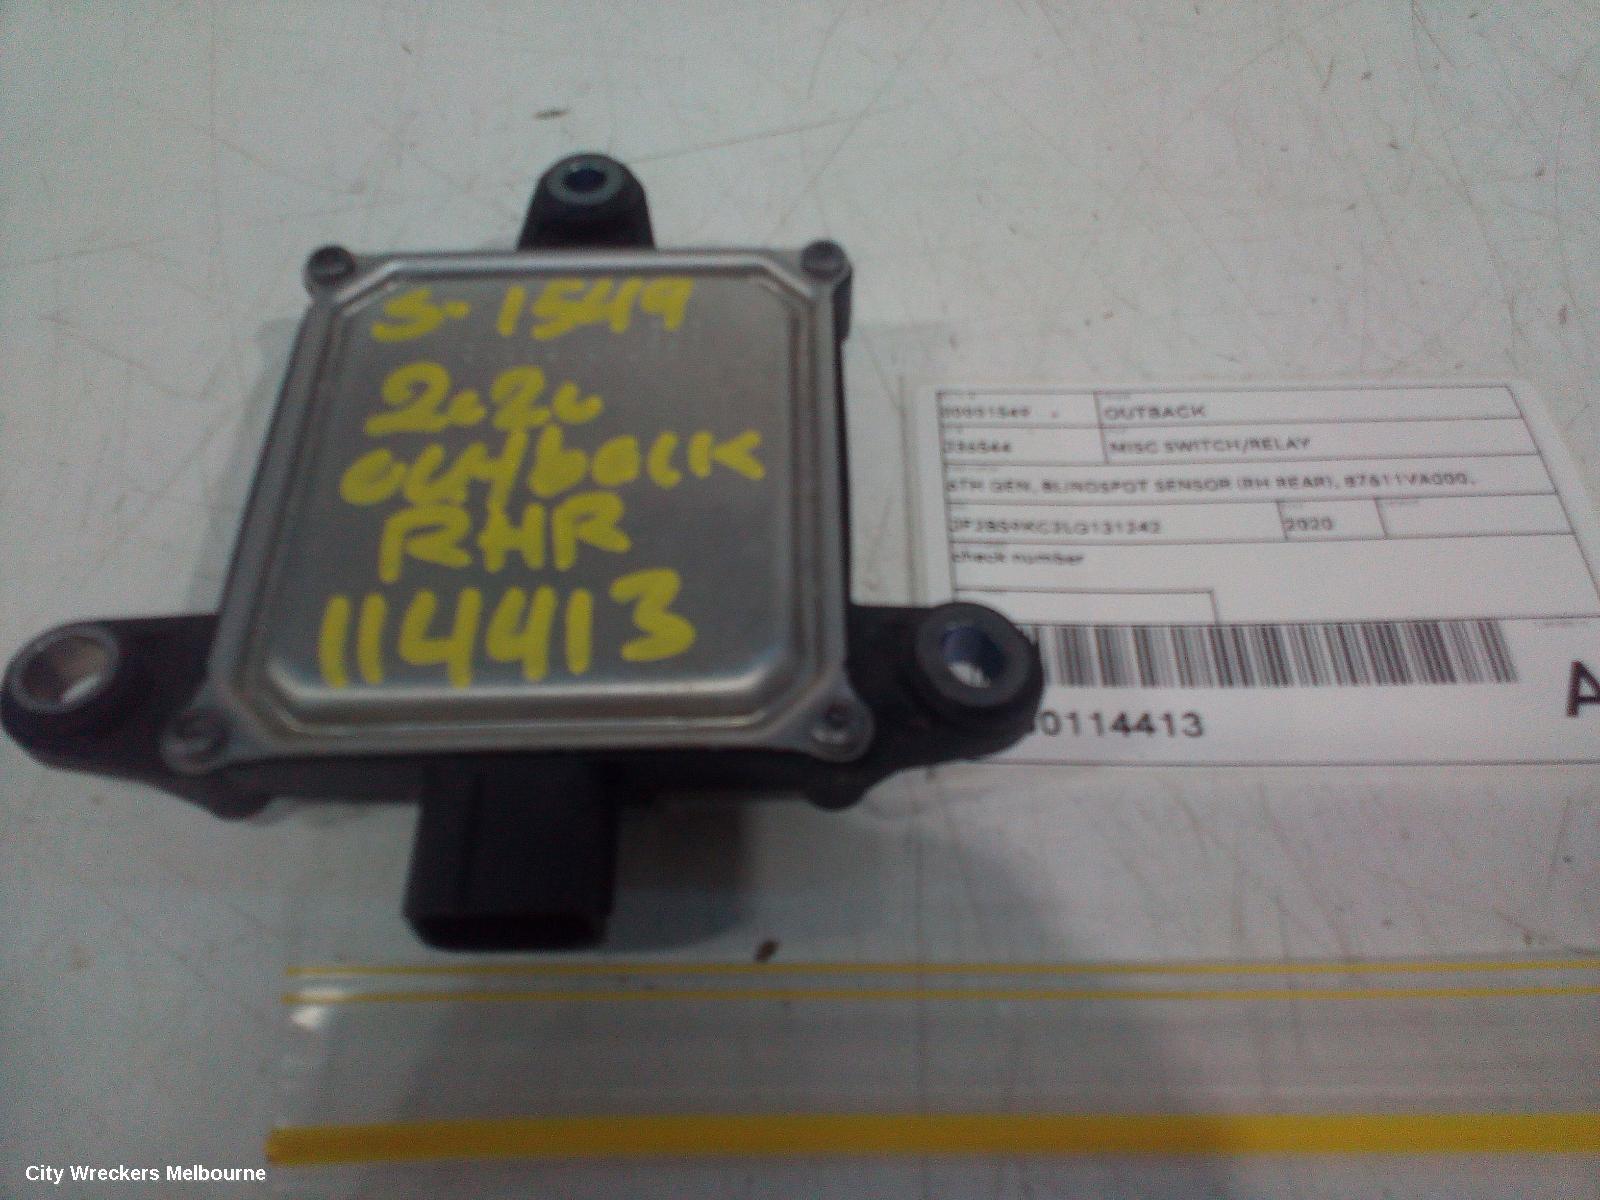 S-1549
2020
outback
RHR
114413
OUTBACK
MISC SWITCH/RELAY
6TH GEN, BLINDSPOT SENSOR (RH REAR), 87611VA000,
2020
check number
0114413
A
City Wreckers Melbourne